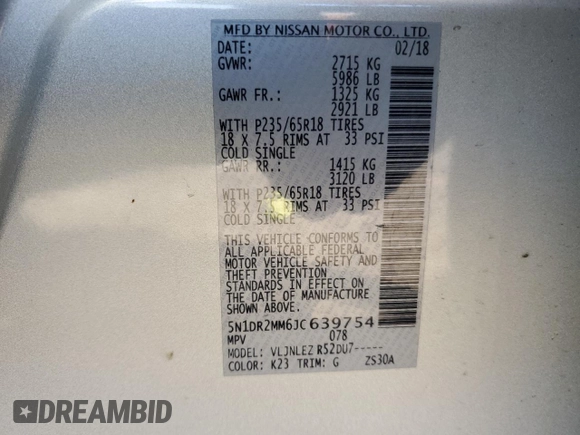 MFD BY NISSAN MOTOR CO., LTD.
DATE: 02/18
GVWR: 2715 KG
5986 LB
GAWR FR.: 1325 KG
2921 LB
WITH P235/65R18 TIRES
18 X 7.5 RIMS AT 33 PSI
COLD SINGLE
GAWR RR.: 1415 KG
3120 LB
WITH P235/65R18 TIRES
18 X 7.5 RIMS AT 33 PSI
COLD SINGLE
THIS VEHICLE CONFORMS TO
ALL APPLICABLE FEDERAL
MOTOR VEHICLE SAFETY AND
THEFT PREVENTION
STANDARDS IN EFFECT ON
THE DATE OF MANUFACTURE
SHOWN ABOVE.
5N1DR2MM6JC639754
MPV 078
MODEL: VLJNLEZ R52DU7-----
COLOR: K23 TRIM: G ZS30A
DREAMBID